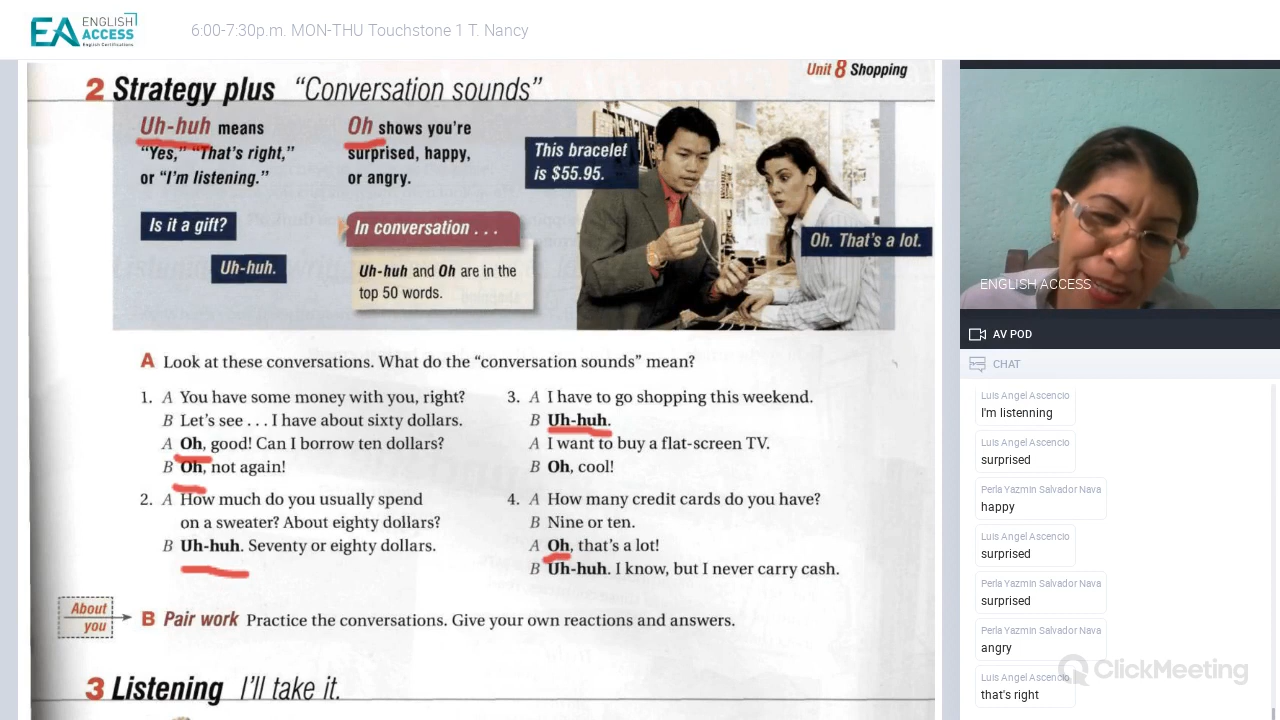 EA ENGLISH
ACCESS
English Certifications
6:00-7:30p.m. MON-THU Touchstone 1 T. Nancy
Unit 8 Shopping
2 Strategy plus "Conversation sounds"
Uh-huh means
"Yes," "That's right,"
or "I'm listening."
Oh shows you're
surprised, happy,
or angry.
This bracelet
is $55.95.
Is it a gift?
Uh-huh.
In conversation . . .
Uh-huh and Oh are in the
top 50 words.
Oh. That's a lot.
A Look at these conversations. What do the "conversation sounds" mean?
1. A You have some money with you, right?
B Let's see . . . I have about sixty dollars.
A Oh, good! Can I borrow ten dollars?
B Oh, not again!
2. A How much do you usually spend
on a sweater? About eighty dollars?
B Uh-huh. Seventy or eighty dollars.
3. A I have to go shopping this weekend.
B Uh-huh.
A I want to buy a flat-screen TV.
B Oh, cool!
4. A How many credit cards do you have?
B Nine or ten.
A Oh, that's a lot!
B Uh-huh. I know, but I never carry cash.
About
you
B Pair work Practice the conversations. Give your own reactions and answers.
3 Listening I'll take it.
ENGLISH ACCESS
AV POD
CHAT
Luis Angel Ascencio
I'm listenning
Luis Angel Ascencio
surprised
Perla Yazmin Salvador Nava
happy
Luis Angel Ascencio
surprised
Perla Yazmin Salvador Nava
surprised
Perla Yazmin Salvador Nava
angry
Luis Angel Ascencio
that's right
ClickMeeting